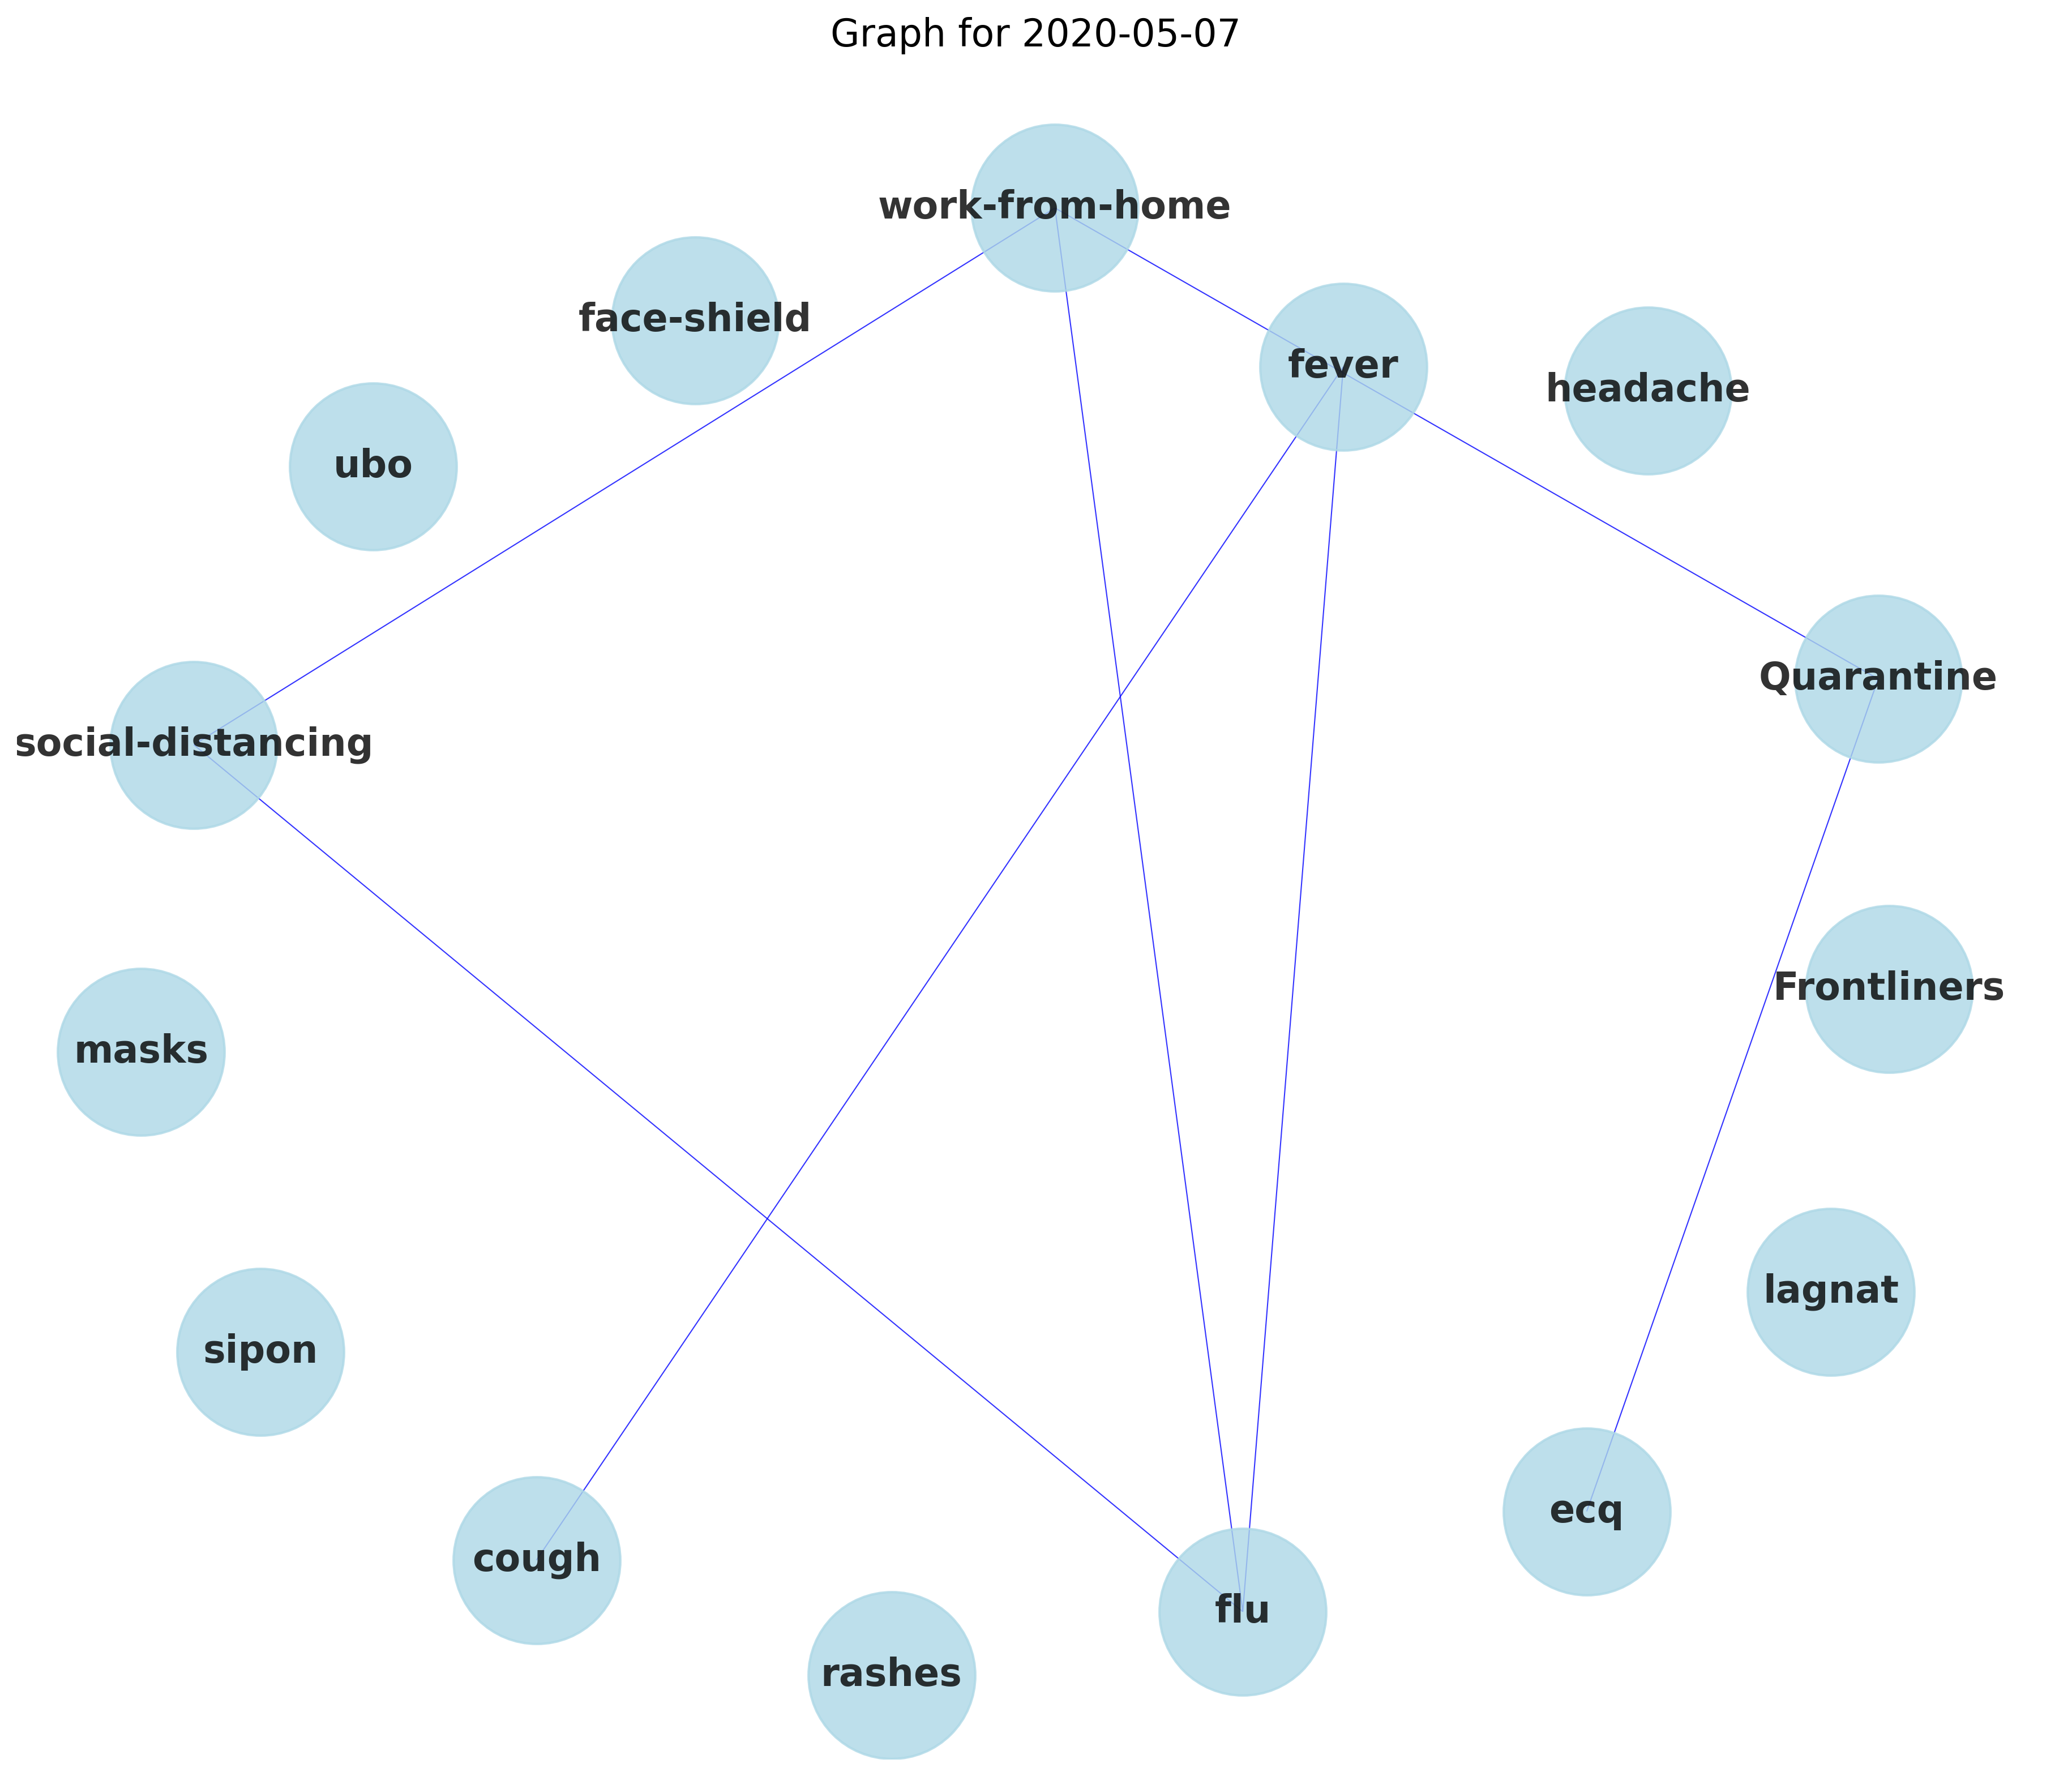 Graph for 2020-05-07
work-from-home
face-shield
fever
headache
ubo
Quarantine
social-distancing
Frontliners
masks
lagnat
sipon
ecq
cough
flu
rashes